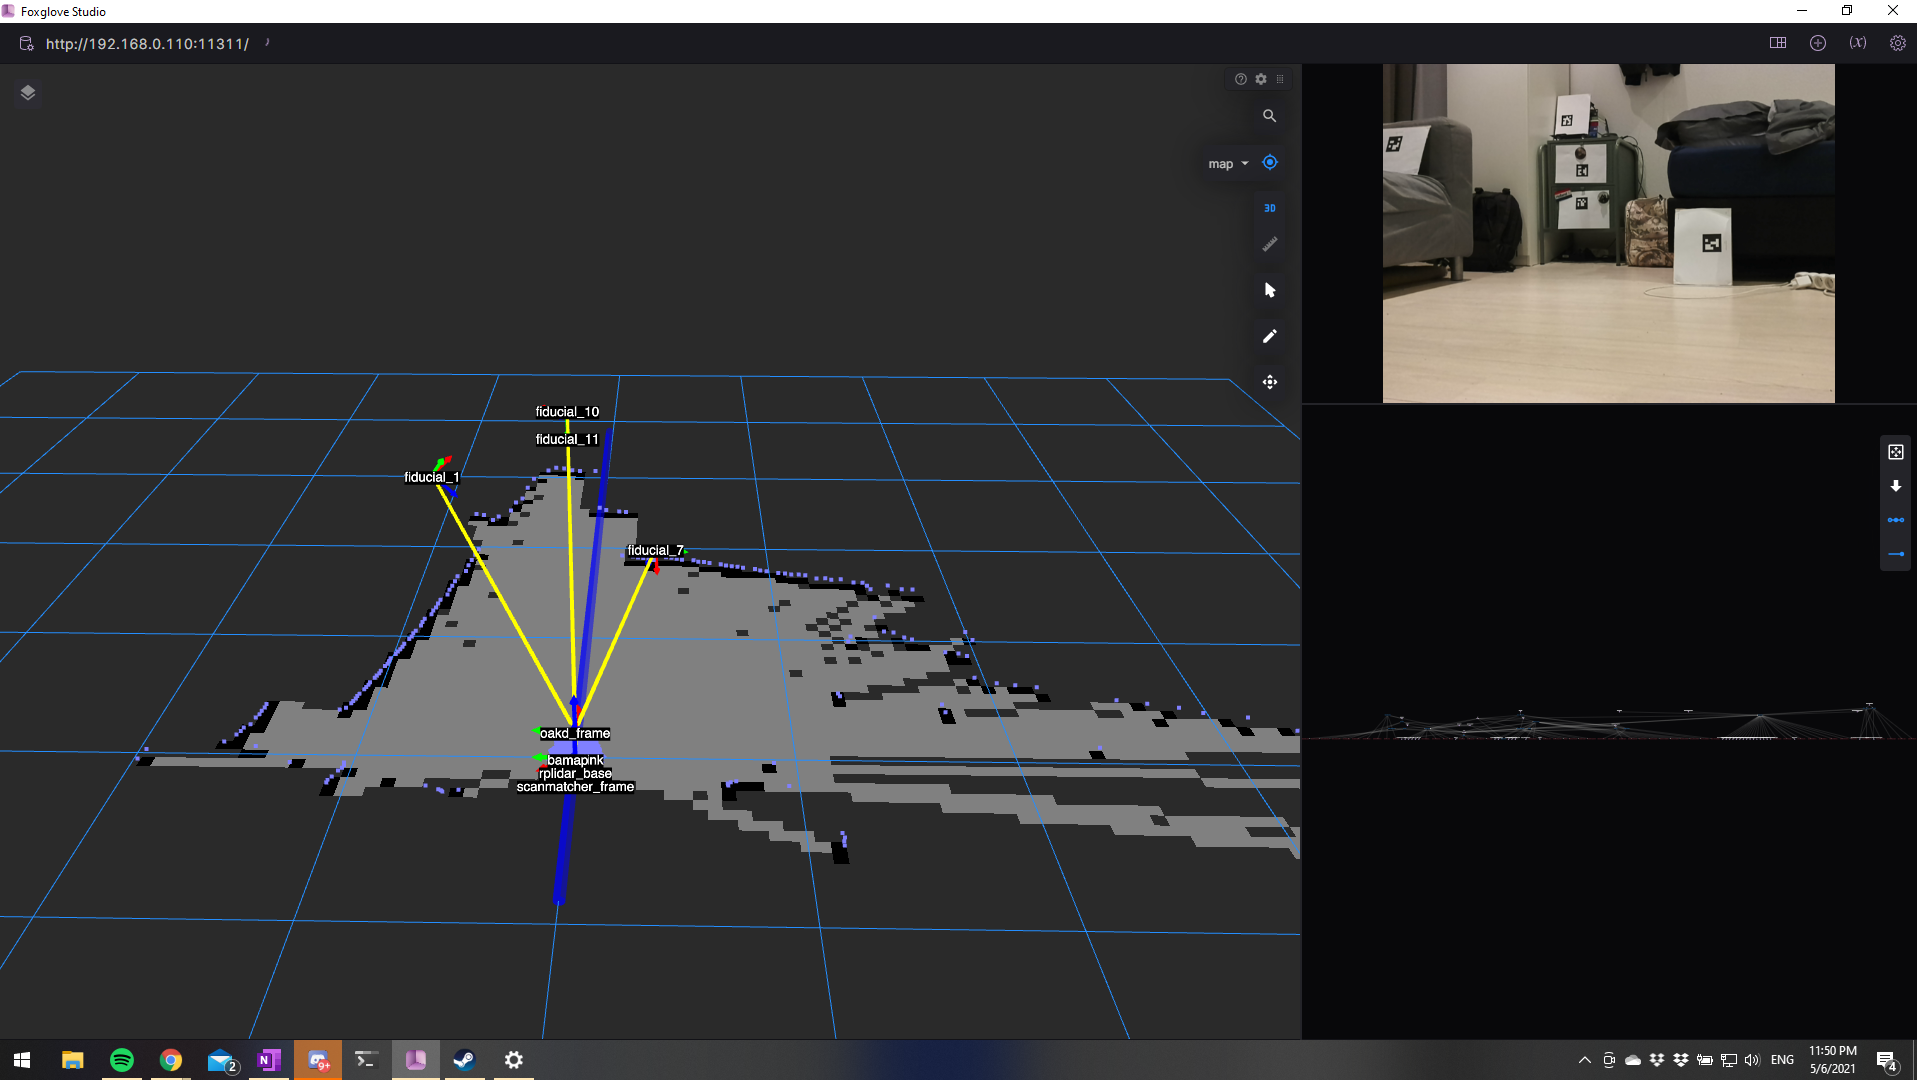 Foxglove Studio
http://192.168.0.110:11311/
map
3D
fiducial_10
fiducial_11
fiducial_1
fiducial_7
oakd_frame
rplidar_base
scanmatcher_frame
2
N
9+
ENG
11:50 PM
5/6/2021
4